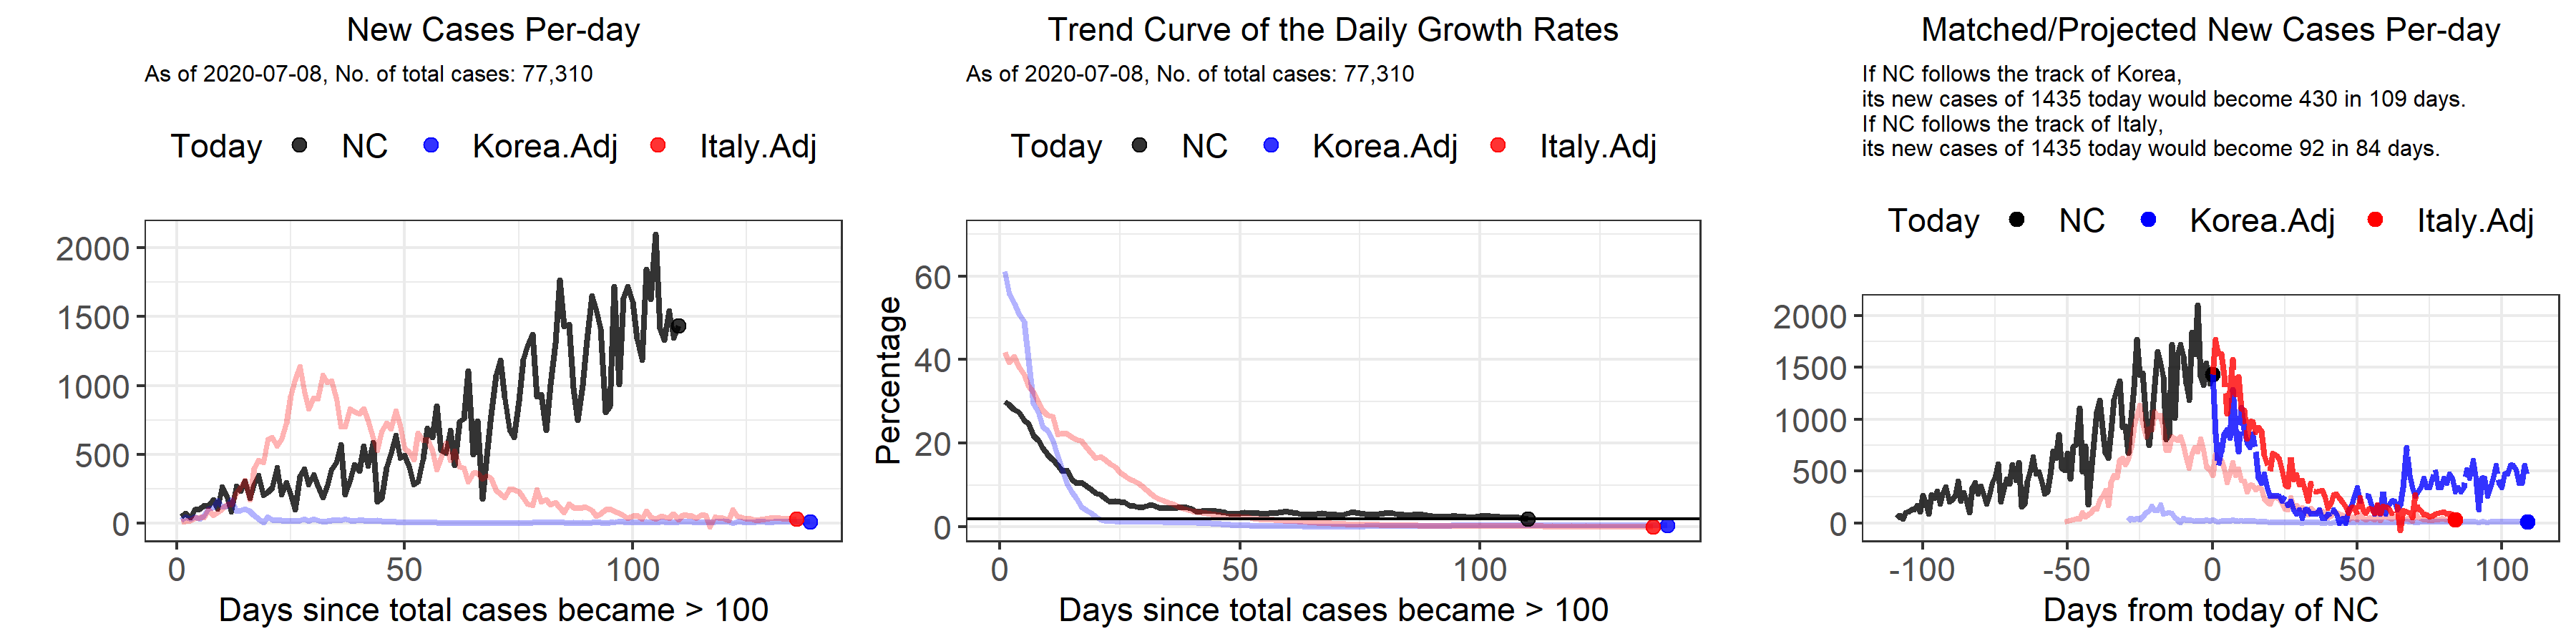 New Cases Per-day
As of 2020-07-08, No. of total cases: 77,310
Today NC Korea.Adj Italy.Adj
2000
1500
1000
500
0
0 50 100
Days since total cases became > 100
Trend Curve of the Daily Growth Rates
As of 2020-07-08, No. of total cases: 77,310
Today NC Korea.Adj Italy.Adj
Percentage
60
40
20
0
0 50 100
Days since total cases became > 100
Matched/Projected New Cases Per-day
If NC follows the track of Korea,
its new cases of 1435 today would become 430 in 109 days.
If NC follows the track of Italy,
its new cases of 1435 today would become 92 in 84 days.
Today NC Korea.Adj Italy.Adj
2000
1500
1000
500
0
-100 -50 0 50 100
Days from today of NC